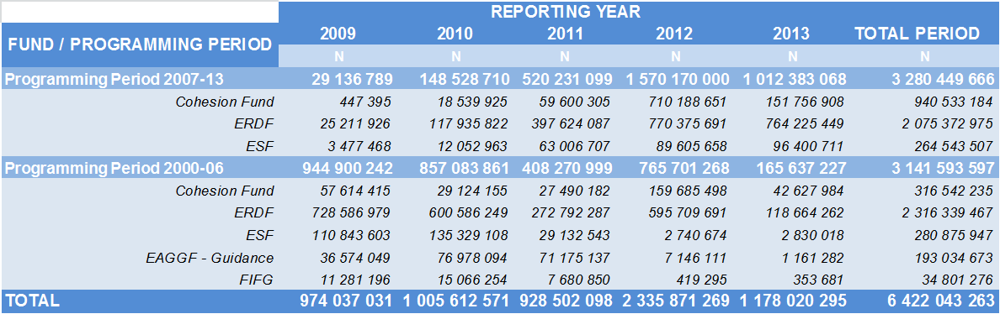 REPORTING YEAR
FUND / PROGRAMMING PERIOD 2009 2010 2011 2012 2013 TOTAL PERIOD
N N N N N N
Programming Period 2007-13 29 136 789 148 528 710 520 231 099 1 570 170 000 1 012 383 068 3 280 449 666
Cohesion Fund 447 395 18 539 925 59 600 305 710 188 651 151 756 908 940 533 184
ERDF 25 211 926 117 935 822 397 624 087 770 375 691 764 225 449 2 075 372 975
ESF 3 477 468 12 052 963 63 006 707 89 605 658 96 400 711 264 543 507
Programming Period 2000-06 944 900 242 857 083 861 408 270 999 765 701 268 165 637 227 3 141 593 597
Cohesion Fund 57 614 415 29 124 155 27 490 182 159 685 498 42 627 984 316 542 235
ERDF 728 586 979 600 586 249 272 792 287 595 709 691 118 664 262 2 316 339 467
ESF 110 843 603 135 329 108 29 132 543 2 740 674 2 830 018 280 875 947
EAGGF - Guidance 36 574 049 76 978 094 71 175 137 7 146 111 1 161 282 193 034 673
FIFG 11 281 196 15 066 254 7 680 850 419 295 353 681 34 801 276
TOTAL 974 037 031 1 005 612 571 928 502 098 2 335 871 269 1 178 020 295 6 422 043 263